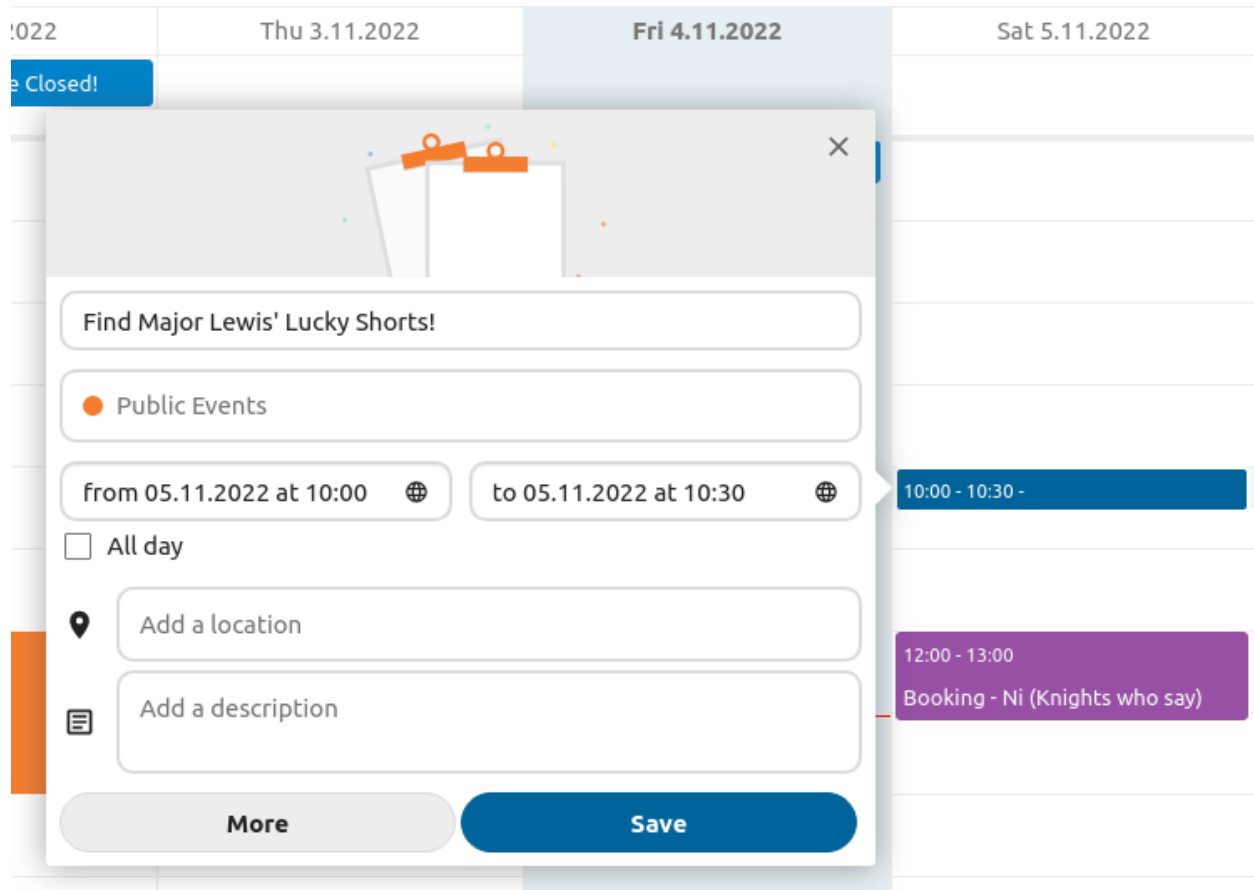 2022
Thu 3.11.2022
Fri 4.11.2022
Sat 5.11.2022
e Closed!
Find Major Lewis' Lucky Shorts!
Public Events
from 05.11.2022 at 10:00
to 05.11.2022 at 10:30
10:00 - 10:30 -
All day
Add a location
12:00 - 13:00
Booking - Ni (Knights who say)
Add a description
More
Save